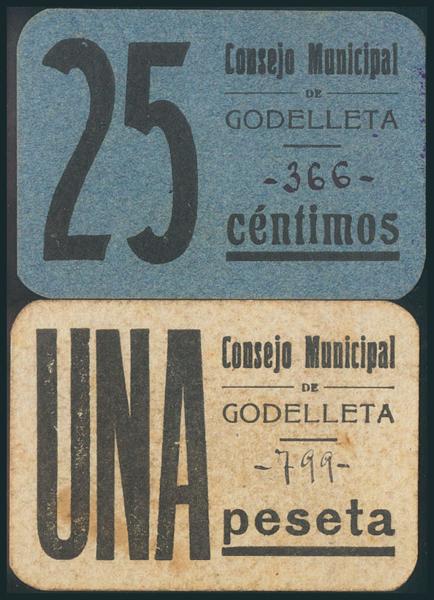 25
Consejo Municipal
DE
GODELLETA
-366-
céntimos
UNA
Consejo Municipal
DE
GODELLETA
-799-
peseta